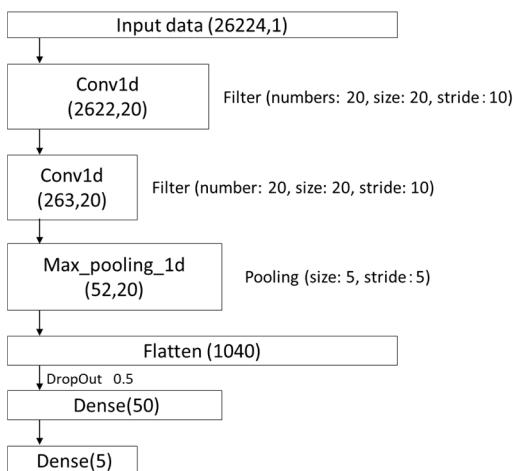 Input data (26224,1)
Conv1d
(2622,20)
Filter (numbers: 20, size: 20, stride:10)
Conv1d
(263,20)
Filter (number: 20, size: 20, stride: 10)
Max_pooling_1d
(52,20)
Pooling (size: 5, stride:5)
Flatten (1040)
DropOut 0.5
Dense(50)
Dense(5)